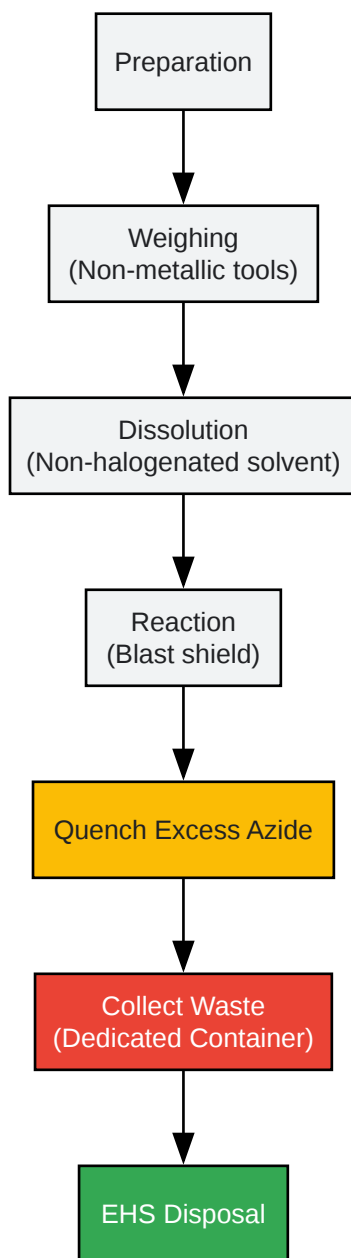 Preparation
Weighing
(Non-metallic tools)
Dissolution
(Non-halogenated solvent)
Reaction
(Blast shield)
Quench Excess Azide
Collect Waste
(Dedicated Container)
EHS Disposal